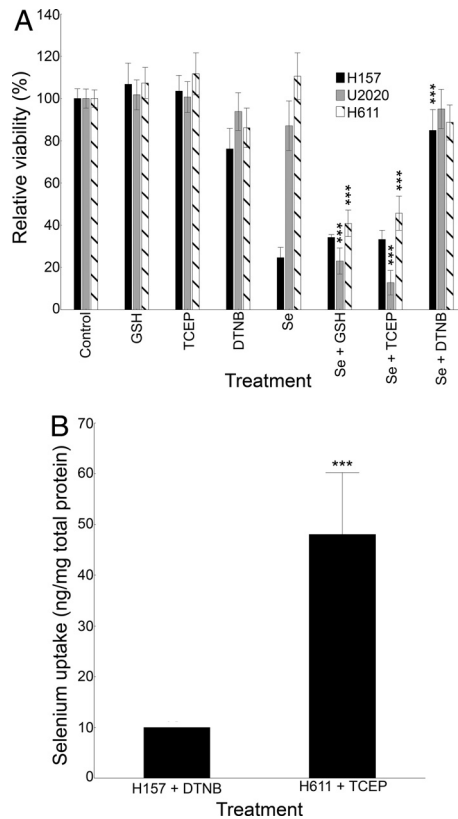 A
140
120
100
80
60
40
20
0
Relative viability (%)
H157
U2020
H611
***
***
***
***
***
Control
GSH
TCEP
DTNB
Se
Se + GSH
Se + TCEP
Se + DTNB
Treatment
B
70
60
50
40
30
20
10
0
Selenium uptake (ng/mg total protein)
***
H157 + DTNB
H611 + TCEP
Treatment